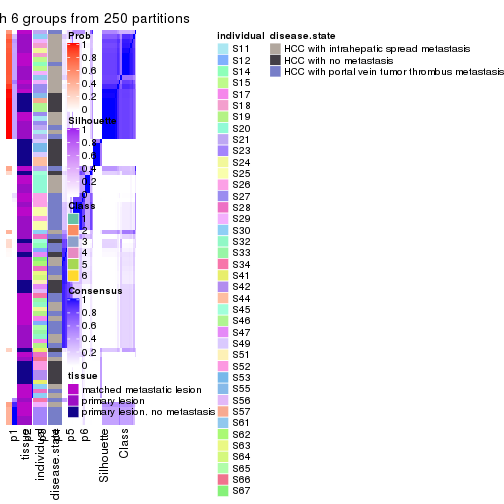 h 6 groups from 250 partitions
Prob
1
0.8
0.6
0.4
0.2
0
Silhouette
1
0.8
0.6
0.4
0.2
0
Class
1
2
3
4
5
6
Consensus
1
0.8
0.6
0.4
0.2
0
tissue
matched metastatic lesion
primary lesion
primary lesion. no metastasis
individual
S11
S12
S14
S15
S17
S18
S19
S20
S21
S23
S24
S25
S26
S27
S28
S29
S30
S32
S33
S34
S41
S42
S44
S45
S46
S47
S49
S51
S52
S53
S55
S56
S57
S61
S62
S63
S64
S65
S66
S67
disease.state
HCC with intrahepatic spread metastasis
HCC with no metastasis
HCC with portal vein tumor thrombus metastasis
p1
tissue
individual
disease.state
p5
p6
Silhouette
Class